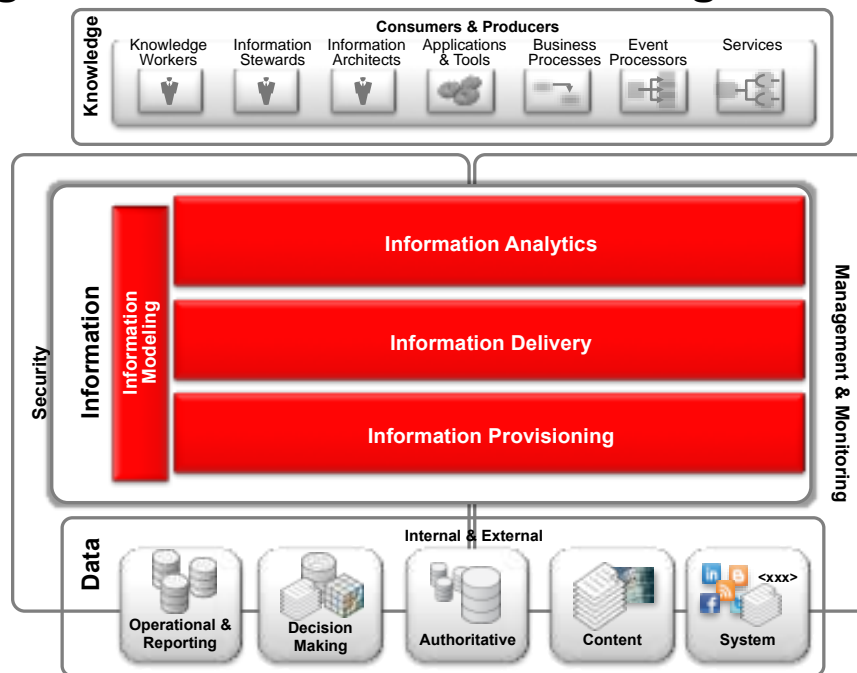 Consumers & Producers
Knowledge
Knowledge
Workers
Information
Stewards
Information
Architects
Applications
& Tools
Business
Processes
Event
Processors
Services
Security
Information
Information
Modeling
Information Analytics
Information Delivery
Information Provisioning
Management & Monitoring
Data
Internal & External
Operational &
Reporting
Decision
Making
Authoritative
Content
<xxx>
System